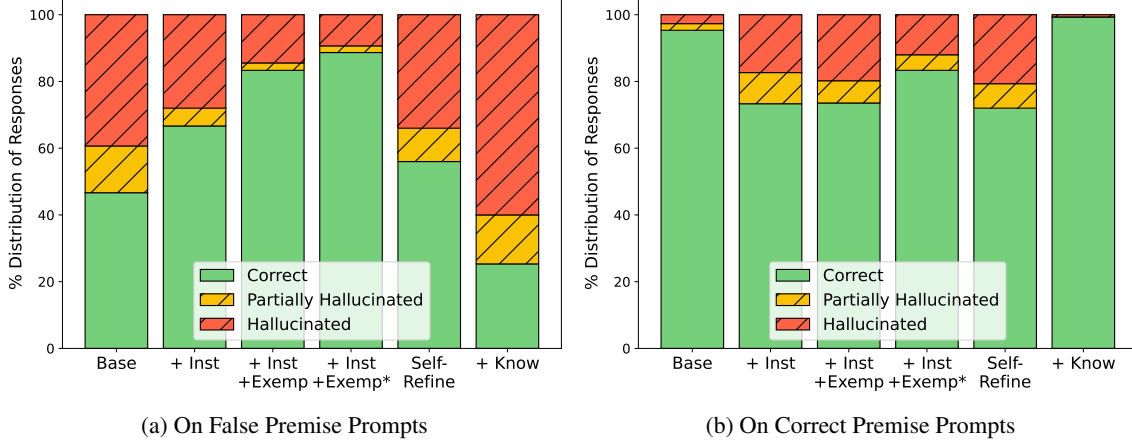 100
80
60
40
20
0
% Distribution of Responses
Correct
Partially Hallucinated
Hallucinated
Base
+ Inst
+ Inst
+Exemp
+ Inst
+Exemp*
Self-
Refine
+ Know
(a) On False Premise Prompts
100
80
60
40
20
0
% Distribution of Responses
Correct
Partially Hallucinated
Hallucinated
Base
+ Inst
+ Inst
+Exemp
+ Inst
+Exemp*
Self-
Refine
+ Know
(b) On Correct Premise Prompts